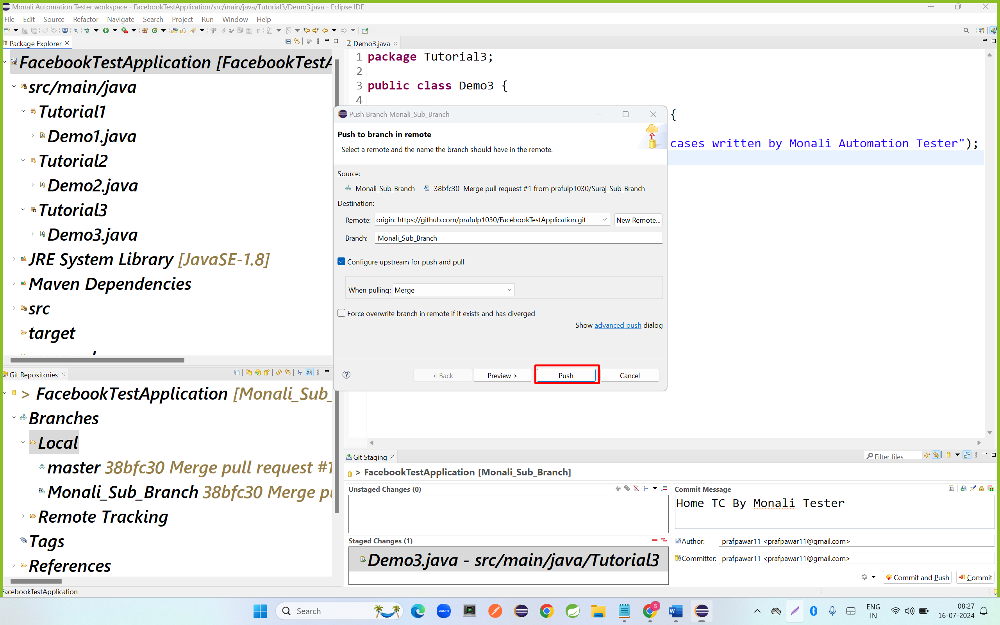 Monali Automation Tester workspace - FacebookTestApplication/src/main/java/Tutorial3/Demo3.java - Eclipse IDE
File Edit Source Refactor Navigate Search Project Run Window Help
Package Explorer
FacebookTestApplication [FacebookTestA
src/main/java
Tutorial1
Demo1.java
Tutorial2
Demo2.java
Tutorial3
Demo3.java
JRE System Library [JavaSE-1.8]
Maven Dependencies
src
target
Demo3.java
1 package Tutorial3;
2
3 public class Demo3 {
4
{
cases written by Monali Automation Tester");
Push Branch Monali_Sub_Branch
Push to branch in remote
Select a remote and the name the branch should have in the remote.
Source:
Monali_Sub_Branch 38bfc30 Merge pull request #1 from prafulp1030/Suraj_Sub_Branch
Destination:
Remote: origin: https://github.com/prafulp1030/FacebookTestApplication.git New Remote...
Branch: Monali_Sub_Branch
Configure upstream for push and pull
When pulling: Merge
Force overwrite branch in remote if it exists and has diverged
Show advanced push dialog
< Back Preview > Push Cancel
Git Repositories
> FacebookTestApplication [Monali_Sub_
Branches
Local
master 38bfc30 Merge pull request #1
Monali_Sub_Branch 38bfc30 Merge pu
Remote Tracking
Tags
References
Git Staging
Filter files
> FacebookTestApplication [Monali_Sub_Branch]
Unstaged Changes (0)
Staged Changes (1)
Demo3.java - src/main/java/Tutorial3
Commit Message
Home TC By Monali Tester
Author: prafpawar11 <prafpawar11@gmail.com>
Committer: prafpawar11 <prafpawar11@gmail.com>
Commit and Push Commit
FacebookTestApplication
Search
zoom
S
ENG
IN
08:27
16-07-2024